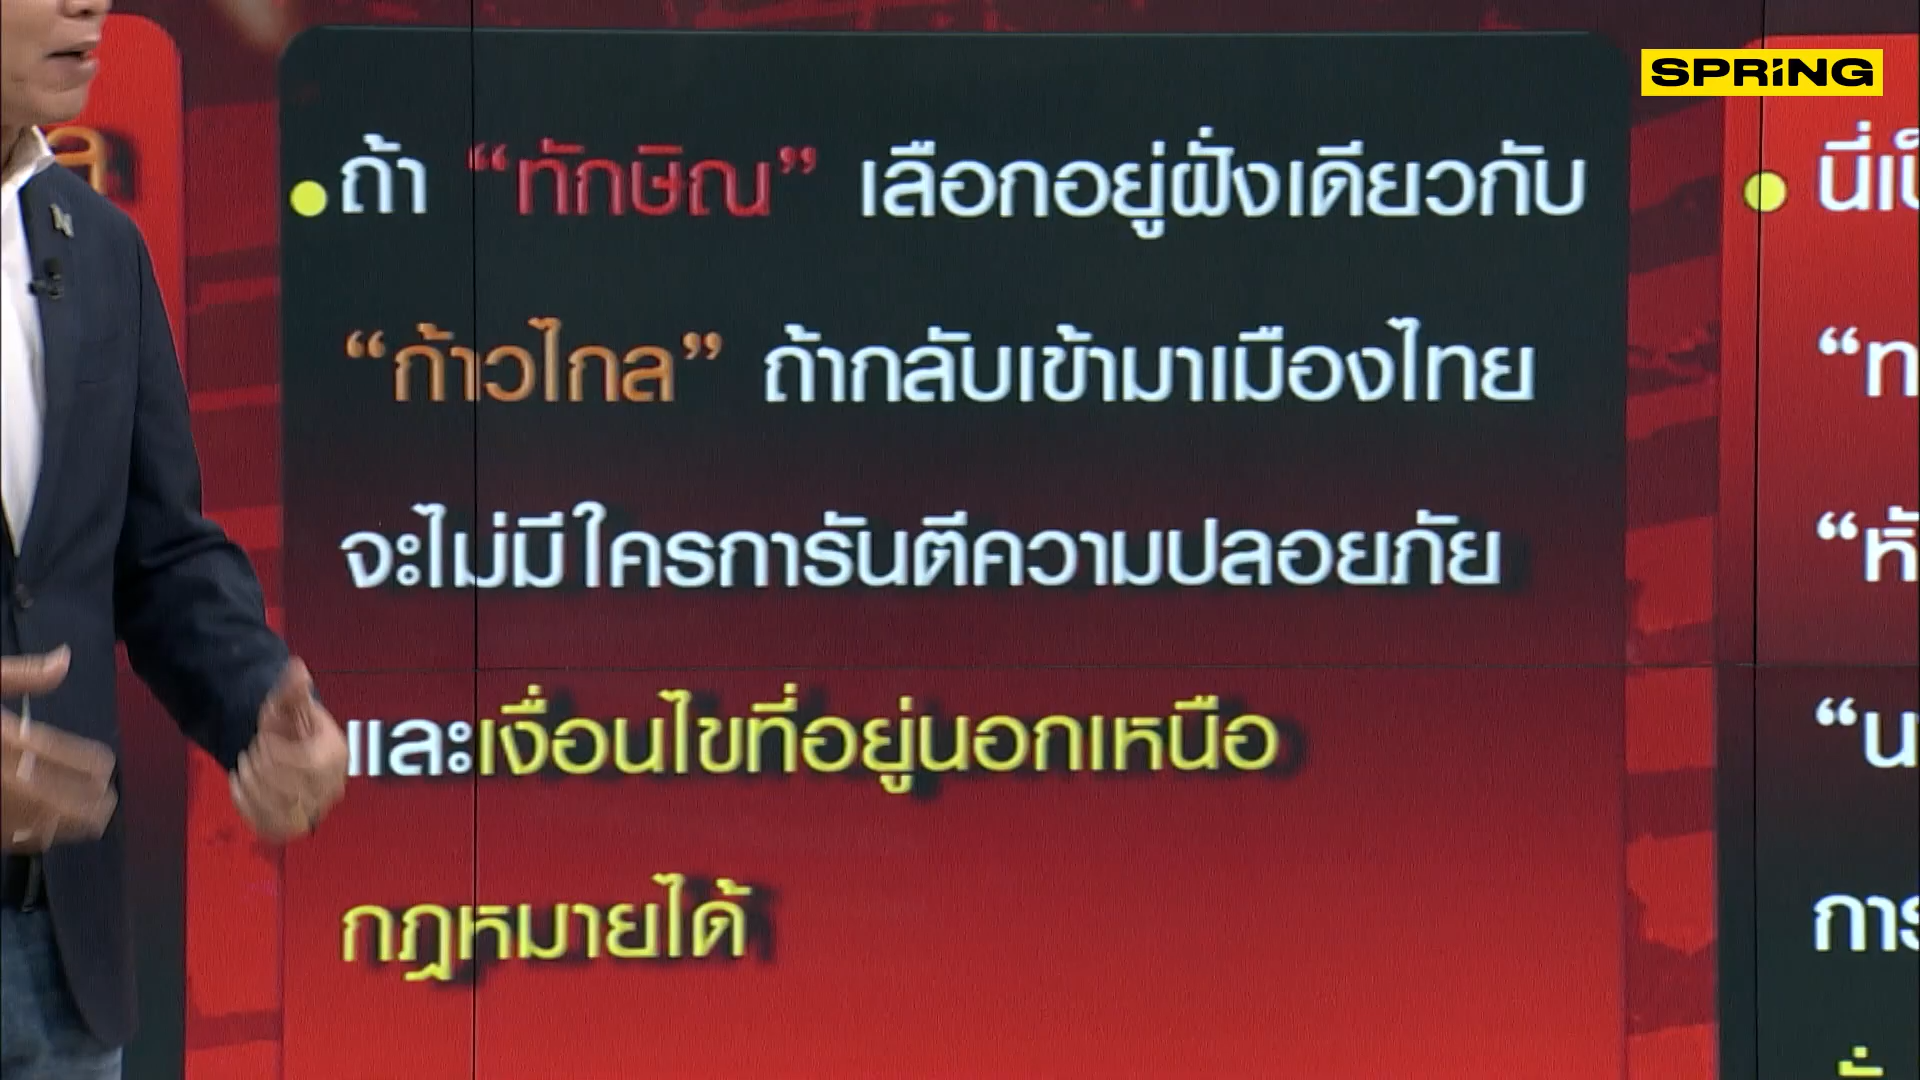 SPRiNG
ถ้า “ทักษิณ” เลือกอยู่ฝั่งเดียวกับ
“ก้าวไกล” ถ้ากลับเข้ามาเมืองไทย
จะไม่มีใครการันตีความปลอยภัย
และเงื่อนไขที่อยู่นอกเหนือ
กฎหมายได้